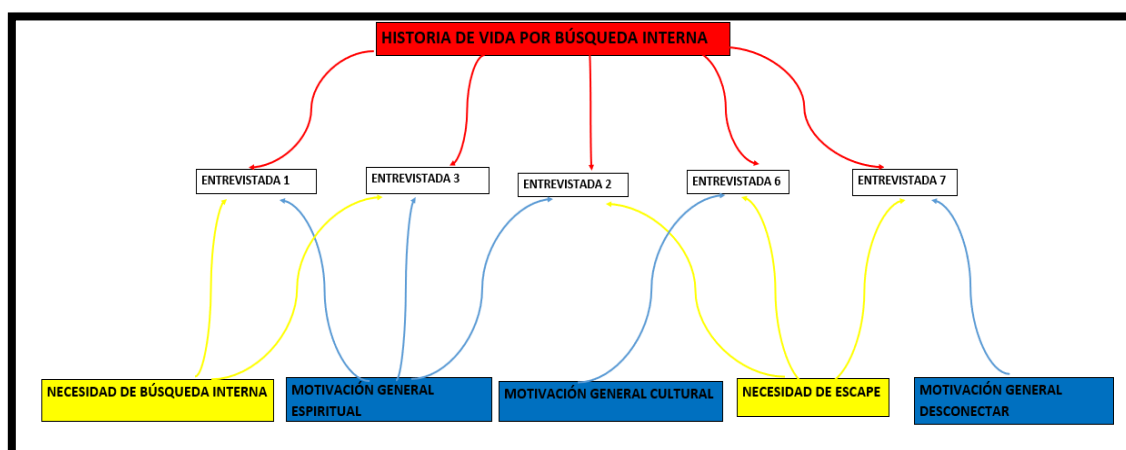 HISTORIA DE VIDA POR BÚSQUEDA INTERNA
ENTREVISTADA 1
ENTREVISTADA 3
ENTREVISTADA 2
ENTREVISTADA 6
ENTREVISTADA 7
NECESIDAD DE BÚSQUEDA INTERNA
MOTIVACIÓN GENERAL
ESPIRITUAL
MOTIVACIÓN GENERAL CULTURAL
NECESIDAD DE ESCAPE
MOTIVACIÓN GENERAL
DESCONECTAR